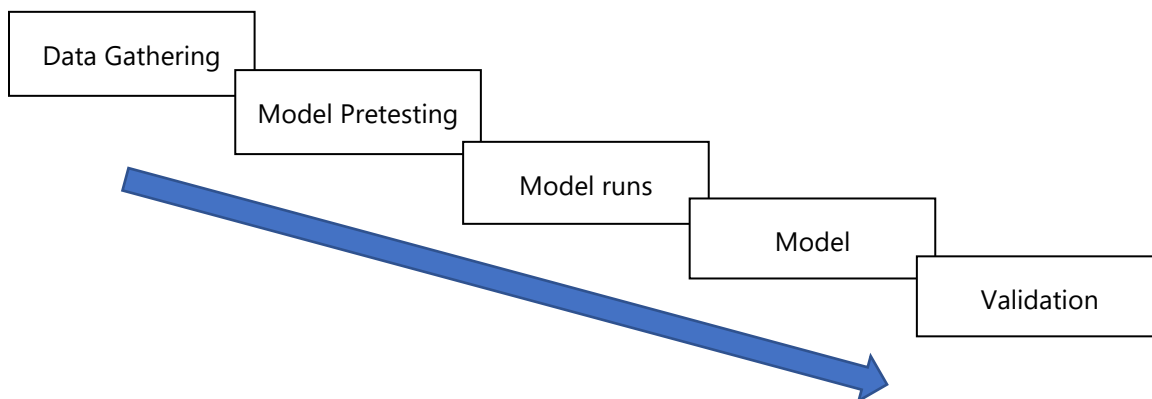 Data Gathering
Model Pretesting
Model runs
Model
Validation